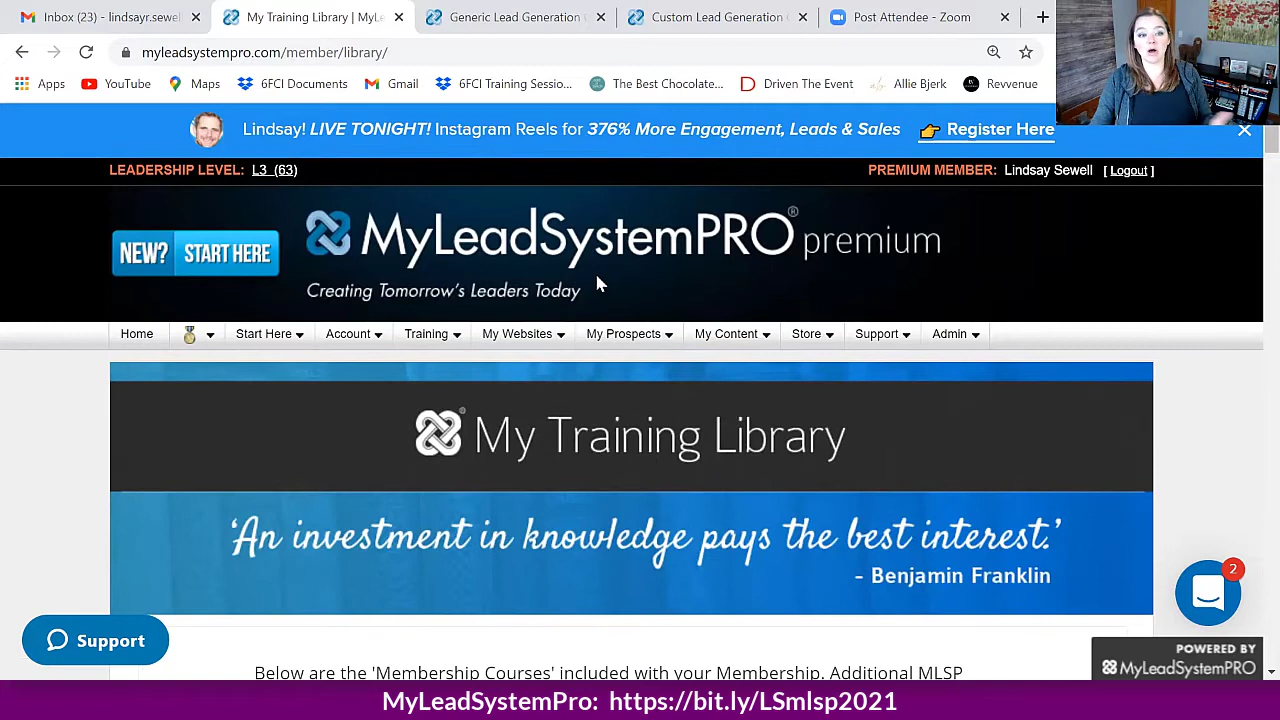 Inbox (23) - lindsayr.sewel
My Training Library | MyLe
Generic Lead Generation
Custom Lead Generation
Post Attendee - Zoom
myleadsystempro.com/member/library/
Apps
YouTube
Maps
6FCI Documents
Gmail
6FCI Training Session...
The Best Chocolate...
Driven The Event
Allie Bjerk
Revvenue
Lindsay! LIVE TONIGHT! Instagram Reels for 376% More Engagement, Leads & Sales 👉 Register Here
LEADERSHIP LEVEL: L3 (63)
PREMIUM MEMBER: Lindsay Sewell [ Logout ]
NEW? START HERE
MyLeadSystemPRO® premium
Creating Tomorrow's Leaders Today
Home
Start Here
Account
Training
My Websites
My Prospects
My Content
Store
Support
Admin
My Training Library
‘An investment in knowledge pays the best interest.’
- Benjamin Franklin
2
Support
Below are the 'Membership Courses' included with your Membership. Additional MLSP
POWERED BY
MyLeadSystemPRO
MyLeadSystemPro: https://bit.ly/LSmlsp2021